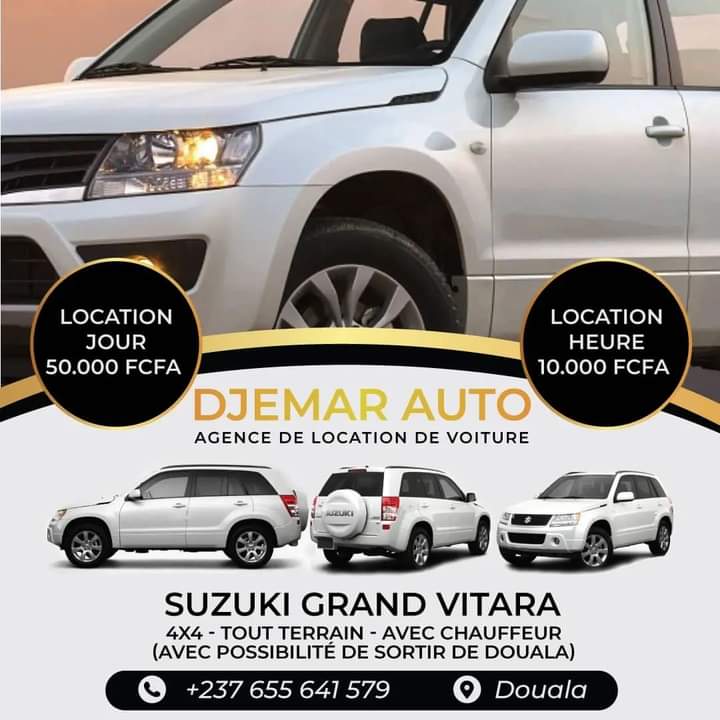 LOCATION
JOUR
50.000 FCFA
LOCATION
HEURE
10.000 FCFA
DJEMAR AUTO
AGENCE DE LOCATION DE VOITURE
SUZUKI
SUZUKI GRAND VITARA
4X4 - TOUT TERRAIN - AVEC CHAUFFEUR
(AVEC POSSIBILITÉ DE SORTIR DE DOUALA)
+237 655 641 579
Douala